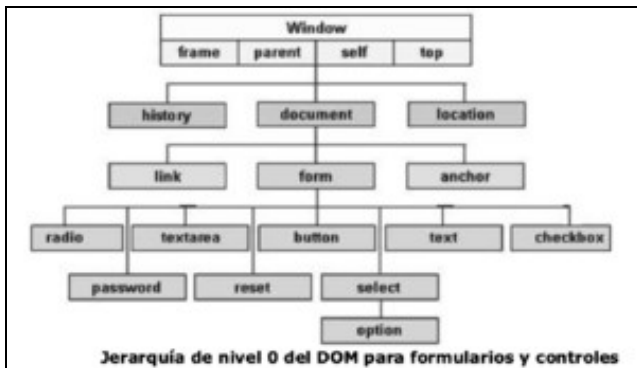 Window
frame parent self top
history document location
link form anchor
radio textarea button text checkbox
password reset select
option
Jerarquía de nivel 0 del DOM para formularios y controles